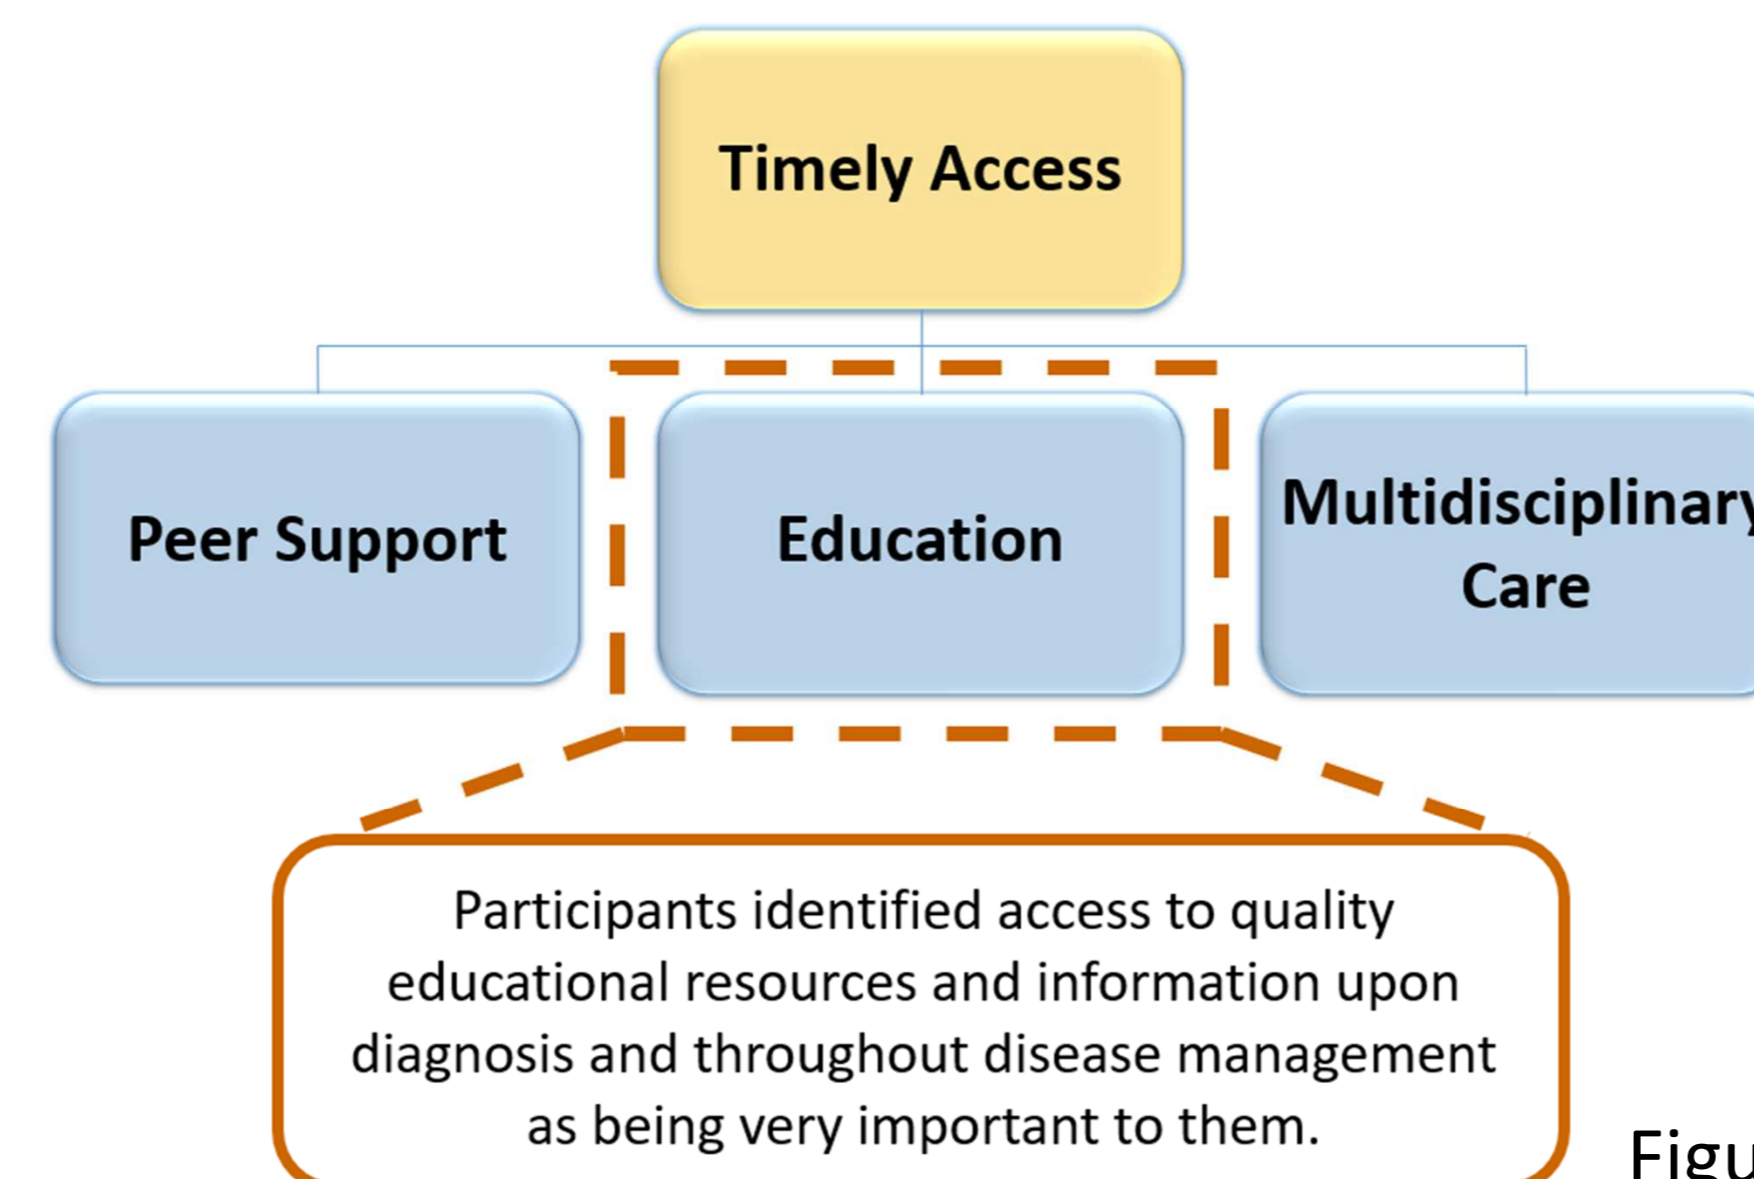 Timely Access
Peer Support
Education
Multidisciplinary
Care
Participants identified access to quality
educational resources and information upon
diagnosis and throughout disease management
as being very important to them.